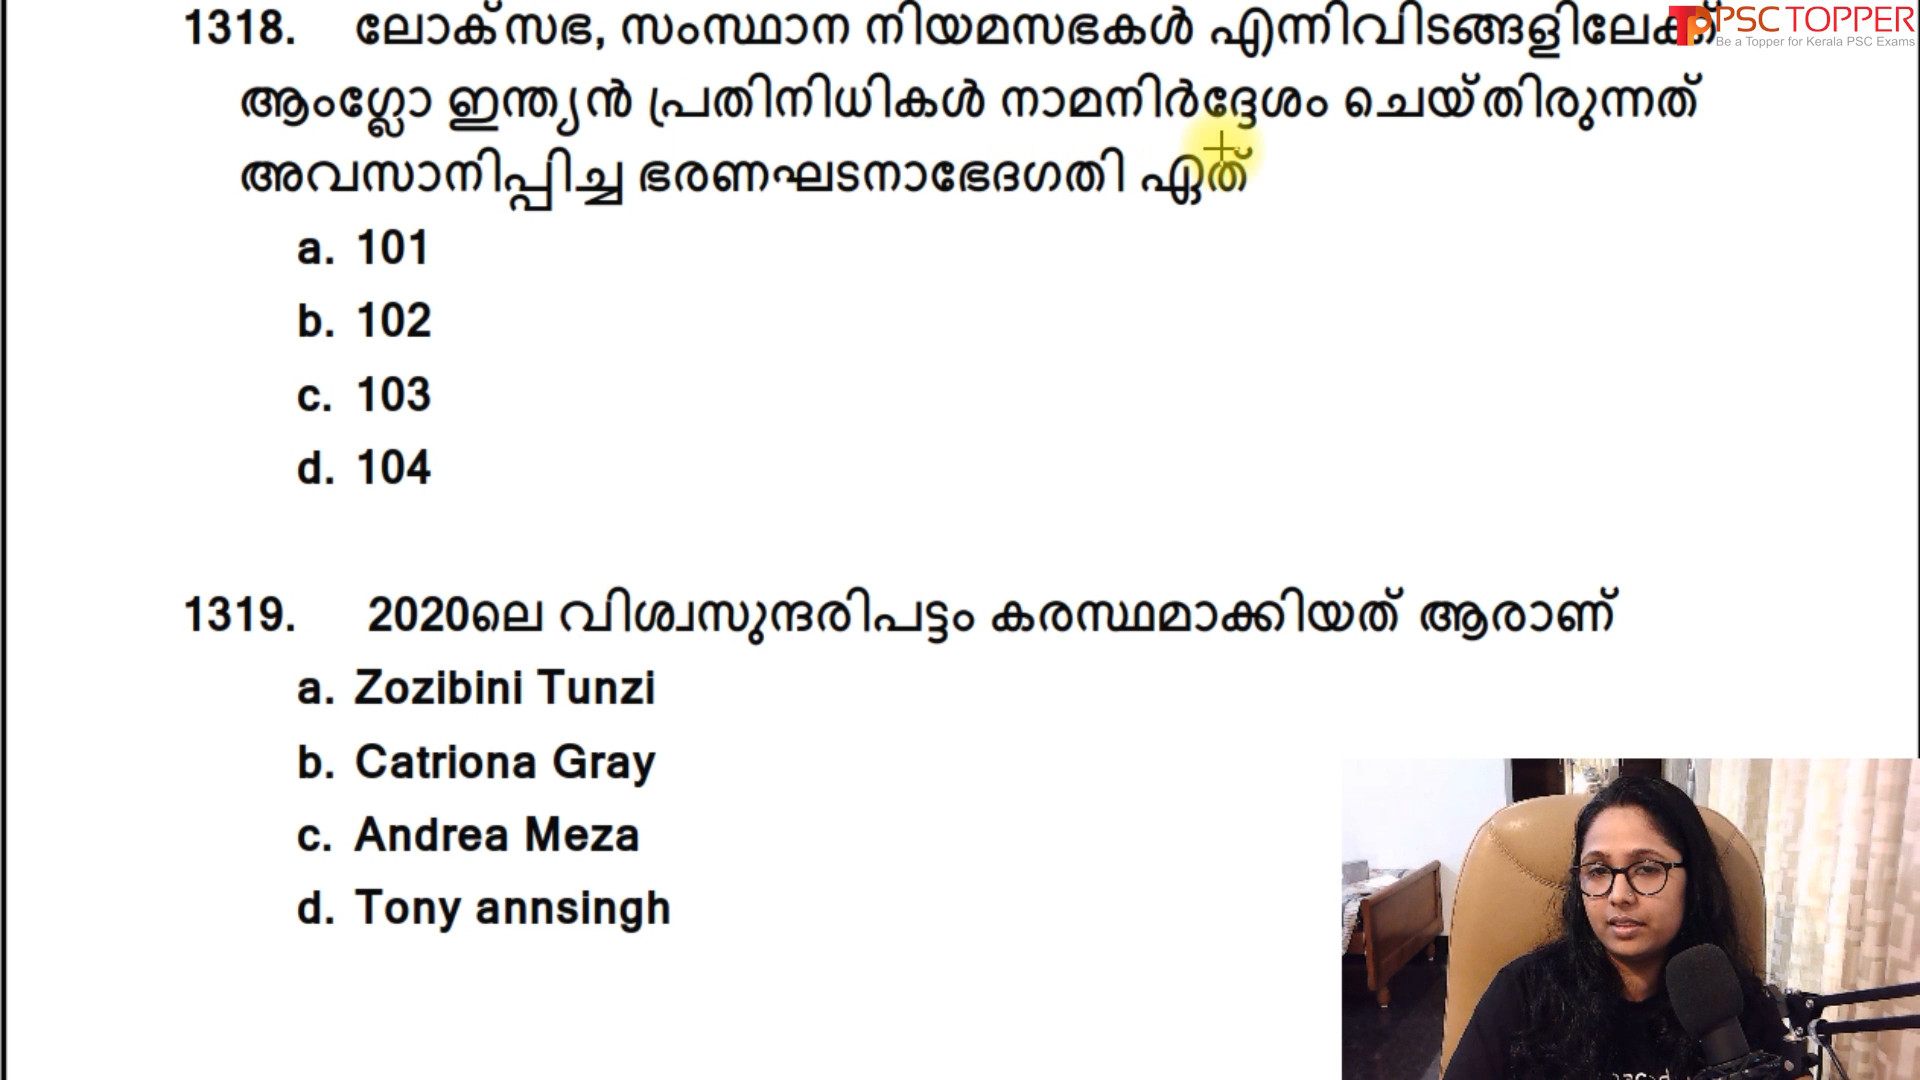 1318. ലോക്സഭ, സംസ്ഥാന നിയമസഭകൾ എന്നിവിടങ്ങളിലേക്ക്
PSC TOPPER
Be a Topper for Kerala PSC Exams
ആംഗ്ലോ ഇന്ത്യൻ പ്രതിനിധികൾ നാമനിർദ്ദേശം ചെയ്തിരുന്നത്
അവസാനിപ്പിച്ച ഭരണഘടനാഭേദഗതി ഏത്
a. 101
b. 102
c. 103
d. 104
1319. 2020ലെ വിശ്വസുന്ദരിപട്ടം കരസ്ഥമാക്കിയത് ആരാണ്
a. Zozibini Tunzi
b. Catriona Gray
c. Andrea Meza
d. Tony annsingh